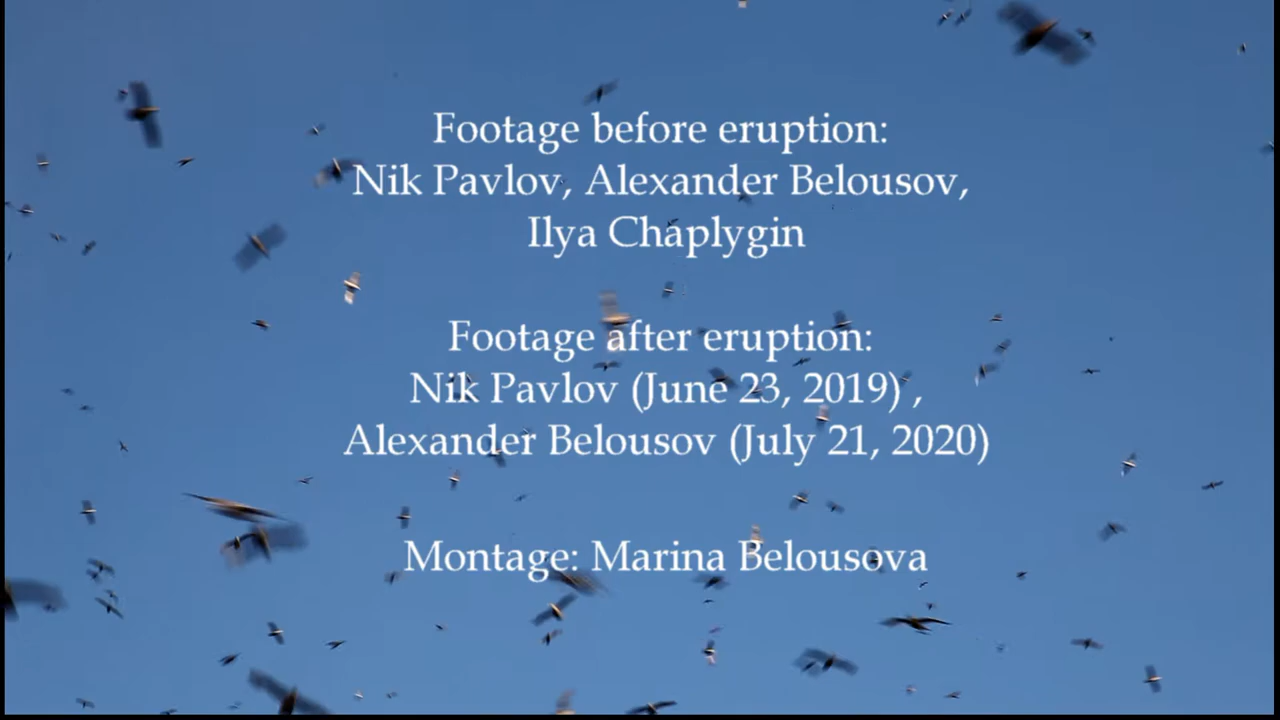 Footage before eruption:
Nik Pavlov, Alexander Belousov,
Ilya Chaplygin
Footage after eruption:
Nik Pavlov (June 23, 2019) ,
Alexander Belousov (July 21, 2020)
Montage: Marina Belousova